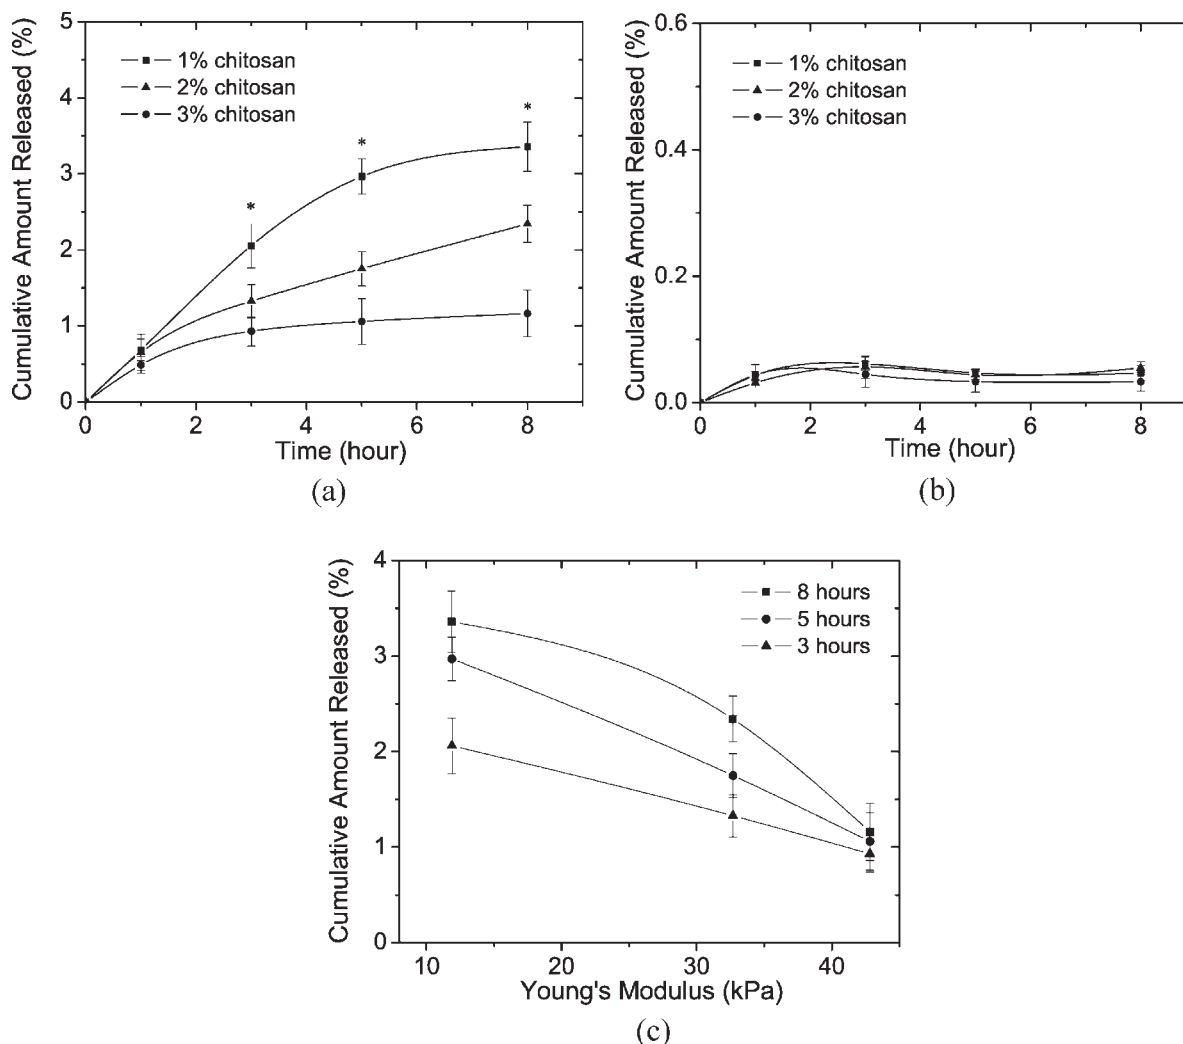 Cumulative Amount Released (%)
5
4
3
2
1
0
1% chitosan
2% chitosan
3% chitosan
*
*
*
0
2
4
6
8
Time (hour)
(a)
Cumulative Amount Released (%)
0.6
0.4
0.2
0.0
1% chitosan
2% chitosan
3% chitosan
0
2
4
6
8
Time (hour)
(b)
Cumulative Amount Released (%)
4
3
2
1
0
8 hours
5 hours
3 hours
10
20
30
40
Young's Modulus (kPa)
(c)